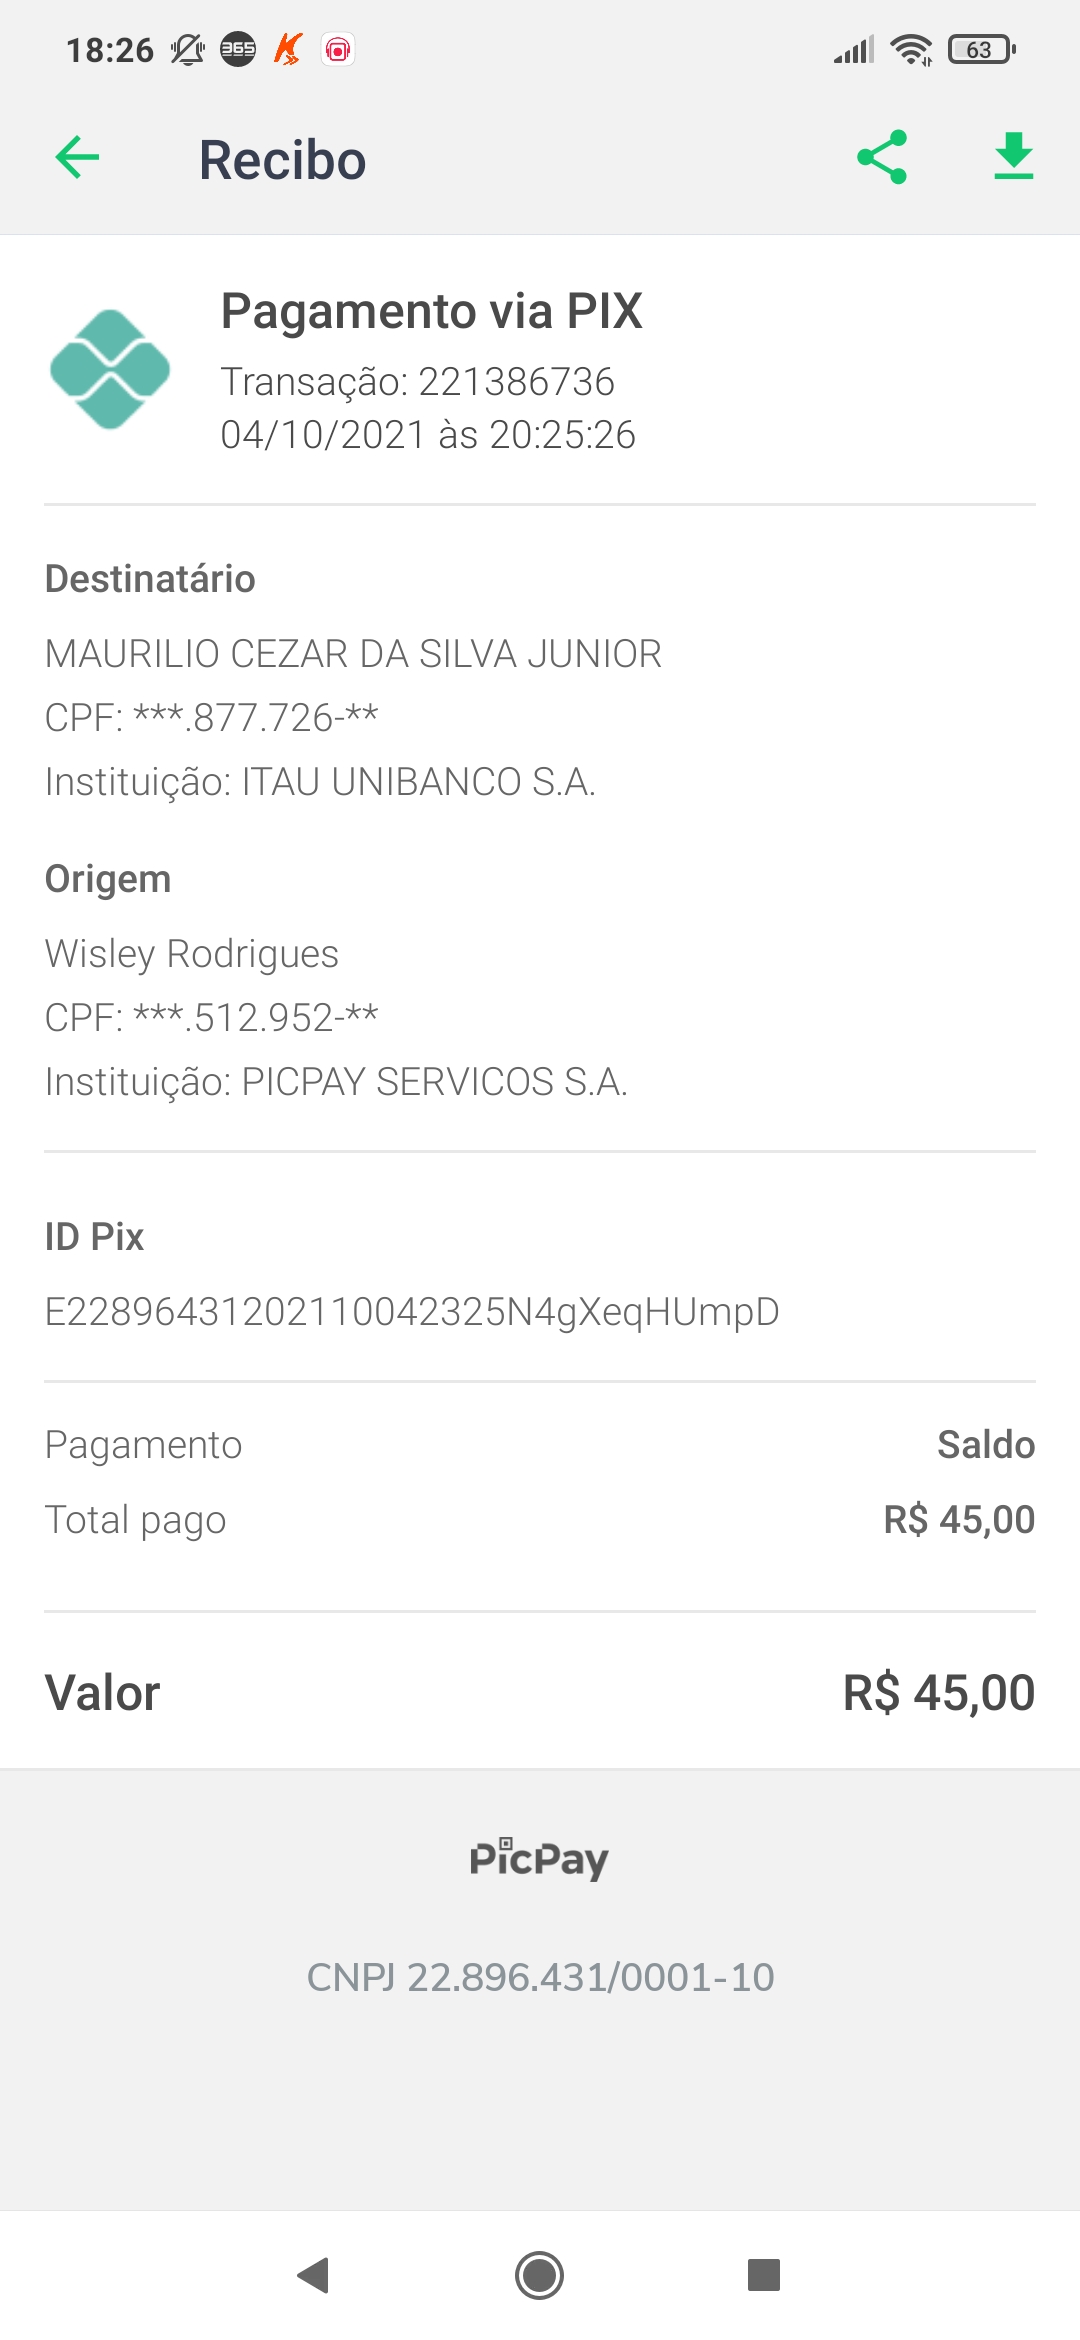 18:26 365 63
Recibo
Pagamento via PIX
Transação: 221386736
04/10/2021 às 20:25:26
Destinatário
MAURILIO CEZAR DA SILVA JUNIOR
CPF: ***.877.726-**
Instituição: ITAU UNIBANCO S.A.
Origem
Wisley Rodrigues
CPF: ***.512.952-**
Instituição: PICPAY SERVICOS S.A.
ID Pix
E22896431202110042325N4gXeqHUmpD
Pagamento Saldo
Total pago R$ 45,00
Valor R$ 45,00
PicPay
CNPJ 22.896.431/0001-10